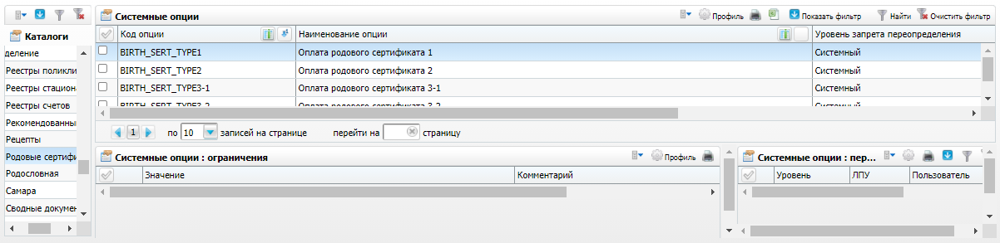 Каталоги
деление
Реестры поликли
Реестры стациона
Реестры счетов
Рекомендованны
Рецепты
Родовые сертифи
Родословная
Самара
Сводные докумен
Системные опции
Профиль
Показать фильтр
Найти
Очистить фильтр
Код опции Наименование опции Уровень запрета переопределения
BIRTH_SERT_TYPE1 Оплата родового сертификата 1 Системный
BIRTH_SERT_TYPE2 Оплата родового сертификата 2 Системный
BIRTH_SERT_TYPE3-1 Оплата родового сертификата 3-1 Системный
BIRTH_SERT_TYPE3-2 Оплата родового сертификата 3-2 Системный
1 по 10 записей на странице перейти на страницу
Системные опции : ограничения
Профиль
Значение Комментарий
Системные опции : пер...
Уровень ЛПУ Пользователь